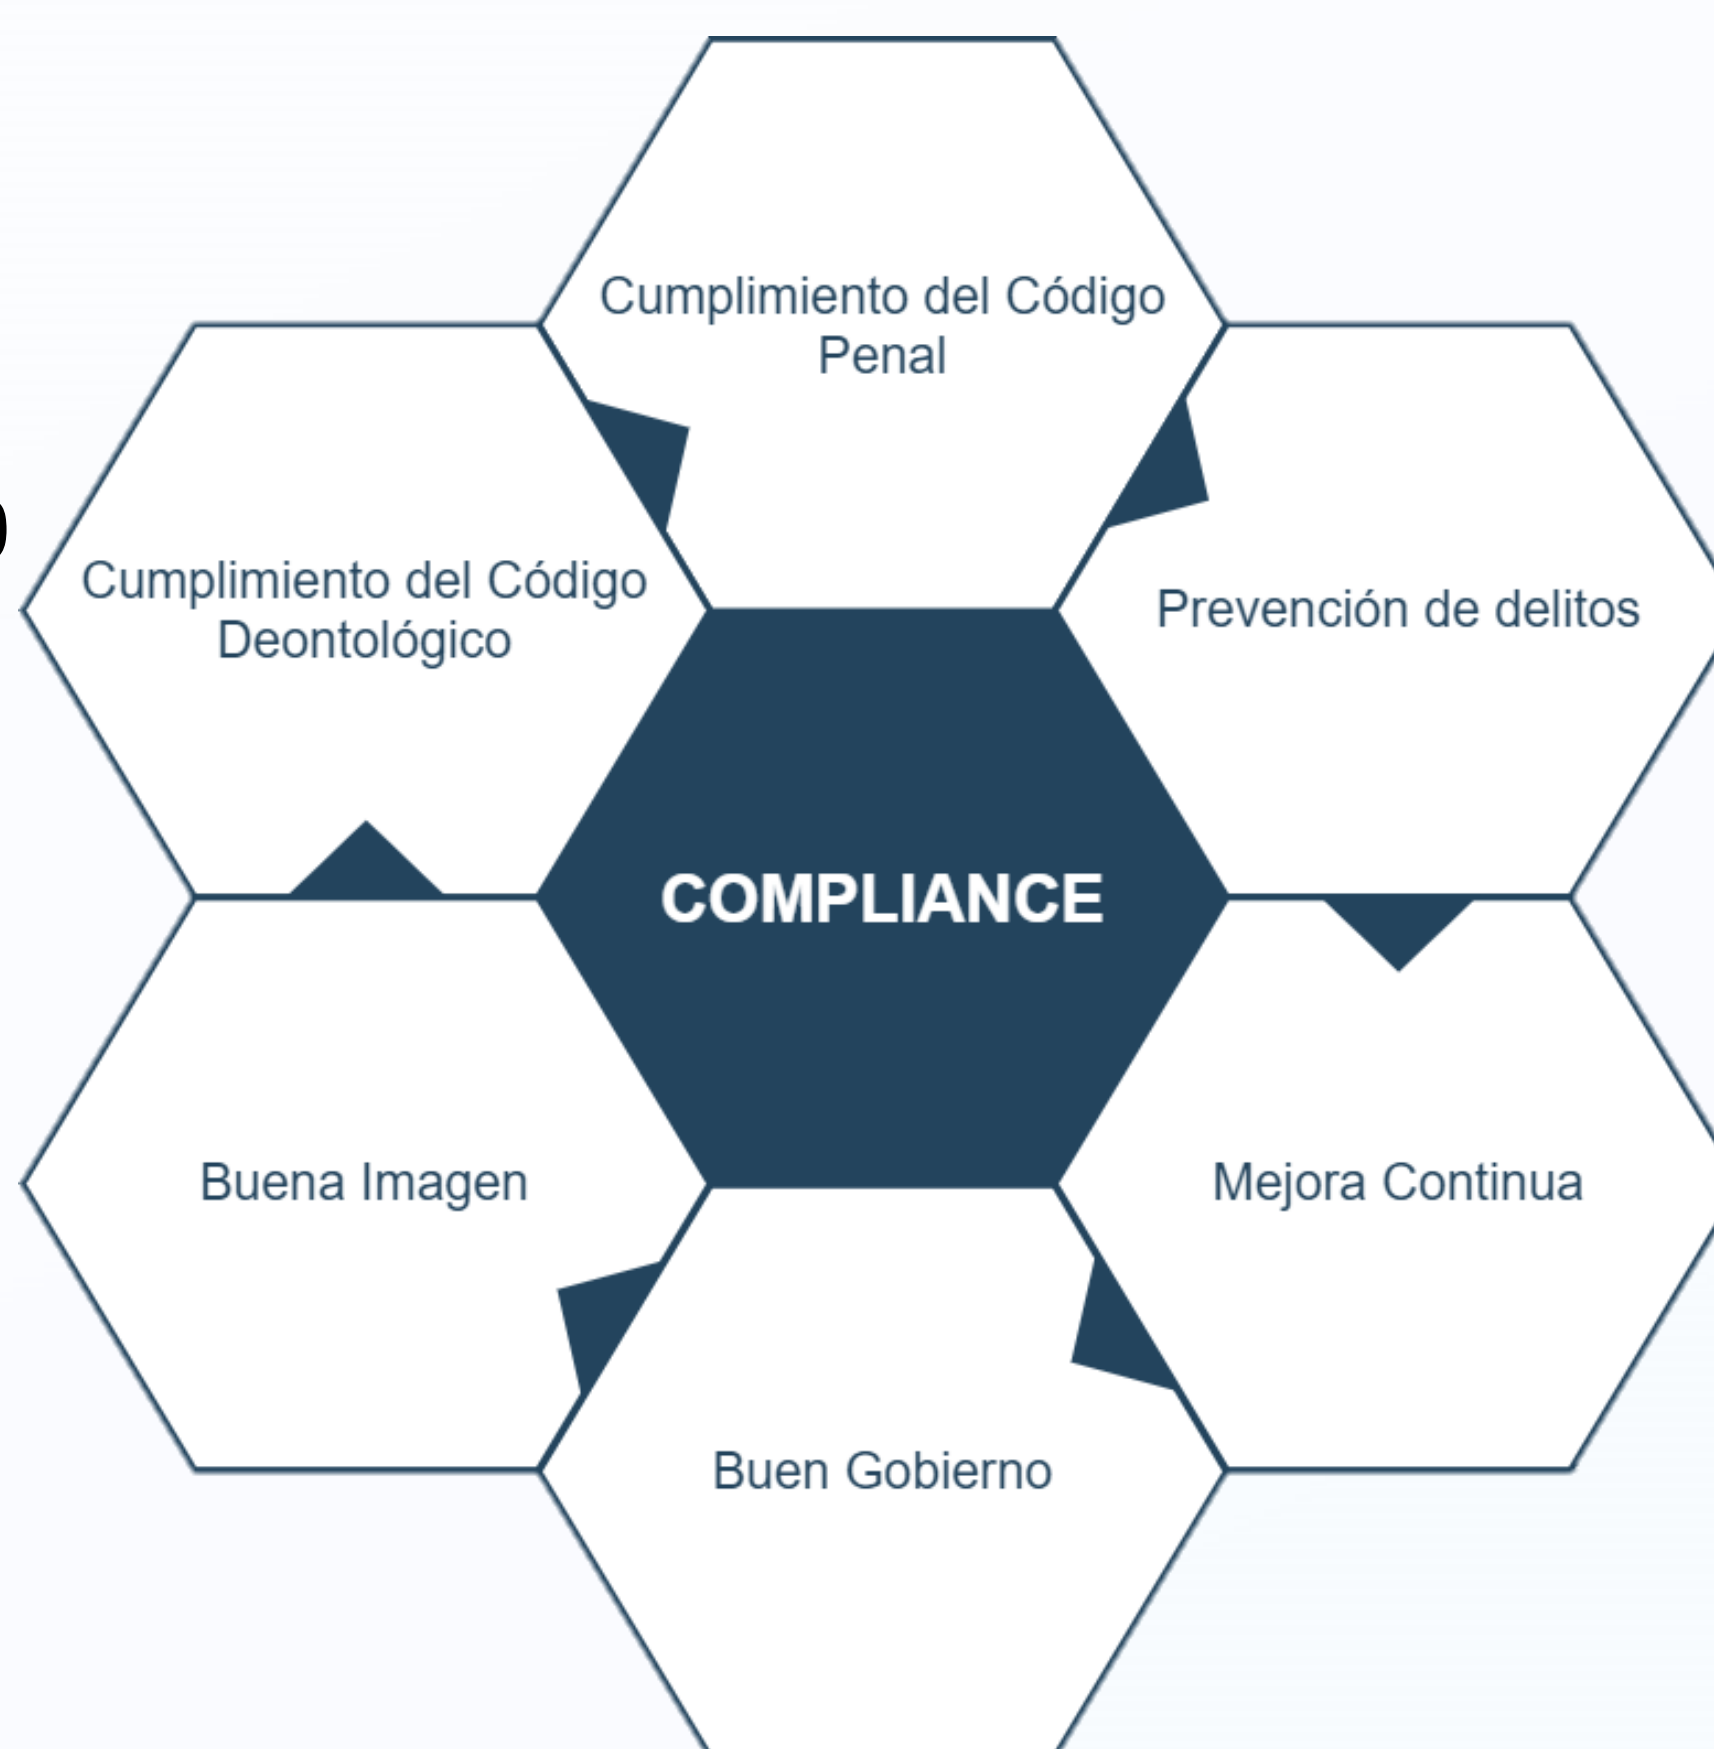 Cumplimiento del Código
Penal
Cumplimiento del Código
Deontológico
Prevención de delitos
COMPLIANCE
Buena Imagen
Mejora Continua
Buen Gobierno